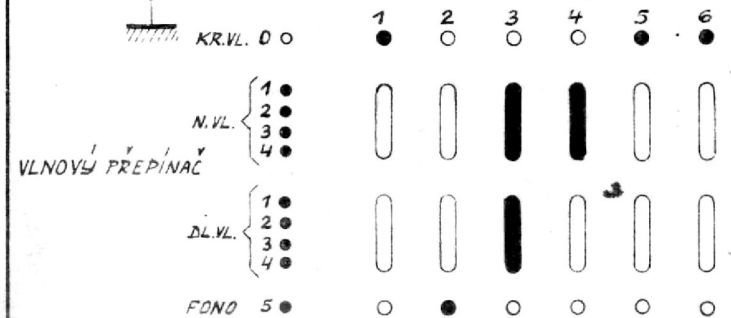 1 2 3 4 5 6
KR.VL. 0
N.VL. 1
2
3
4
VLNOVÝ PŘEPÍNAČ
DL.VL. 1
2
3
4
FONO 5